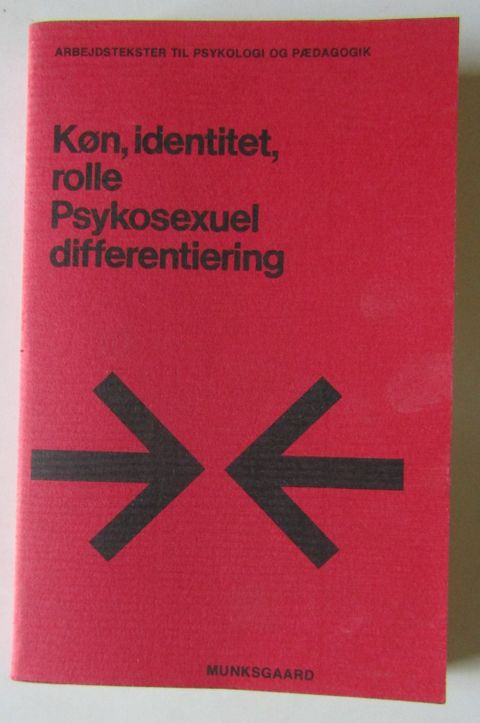 ARBEJDSTEKSTER TIL PSYKOLOGI OG PÆDAGOGIK
Køn, identitet,
rolle
Psykosexuel
differentiering
MUNKSGAARD